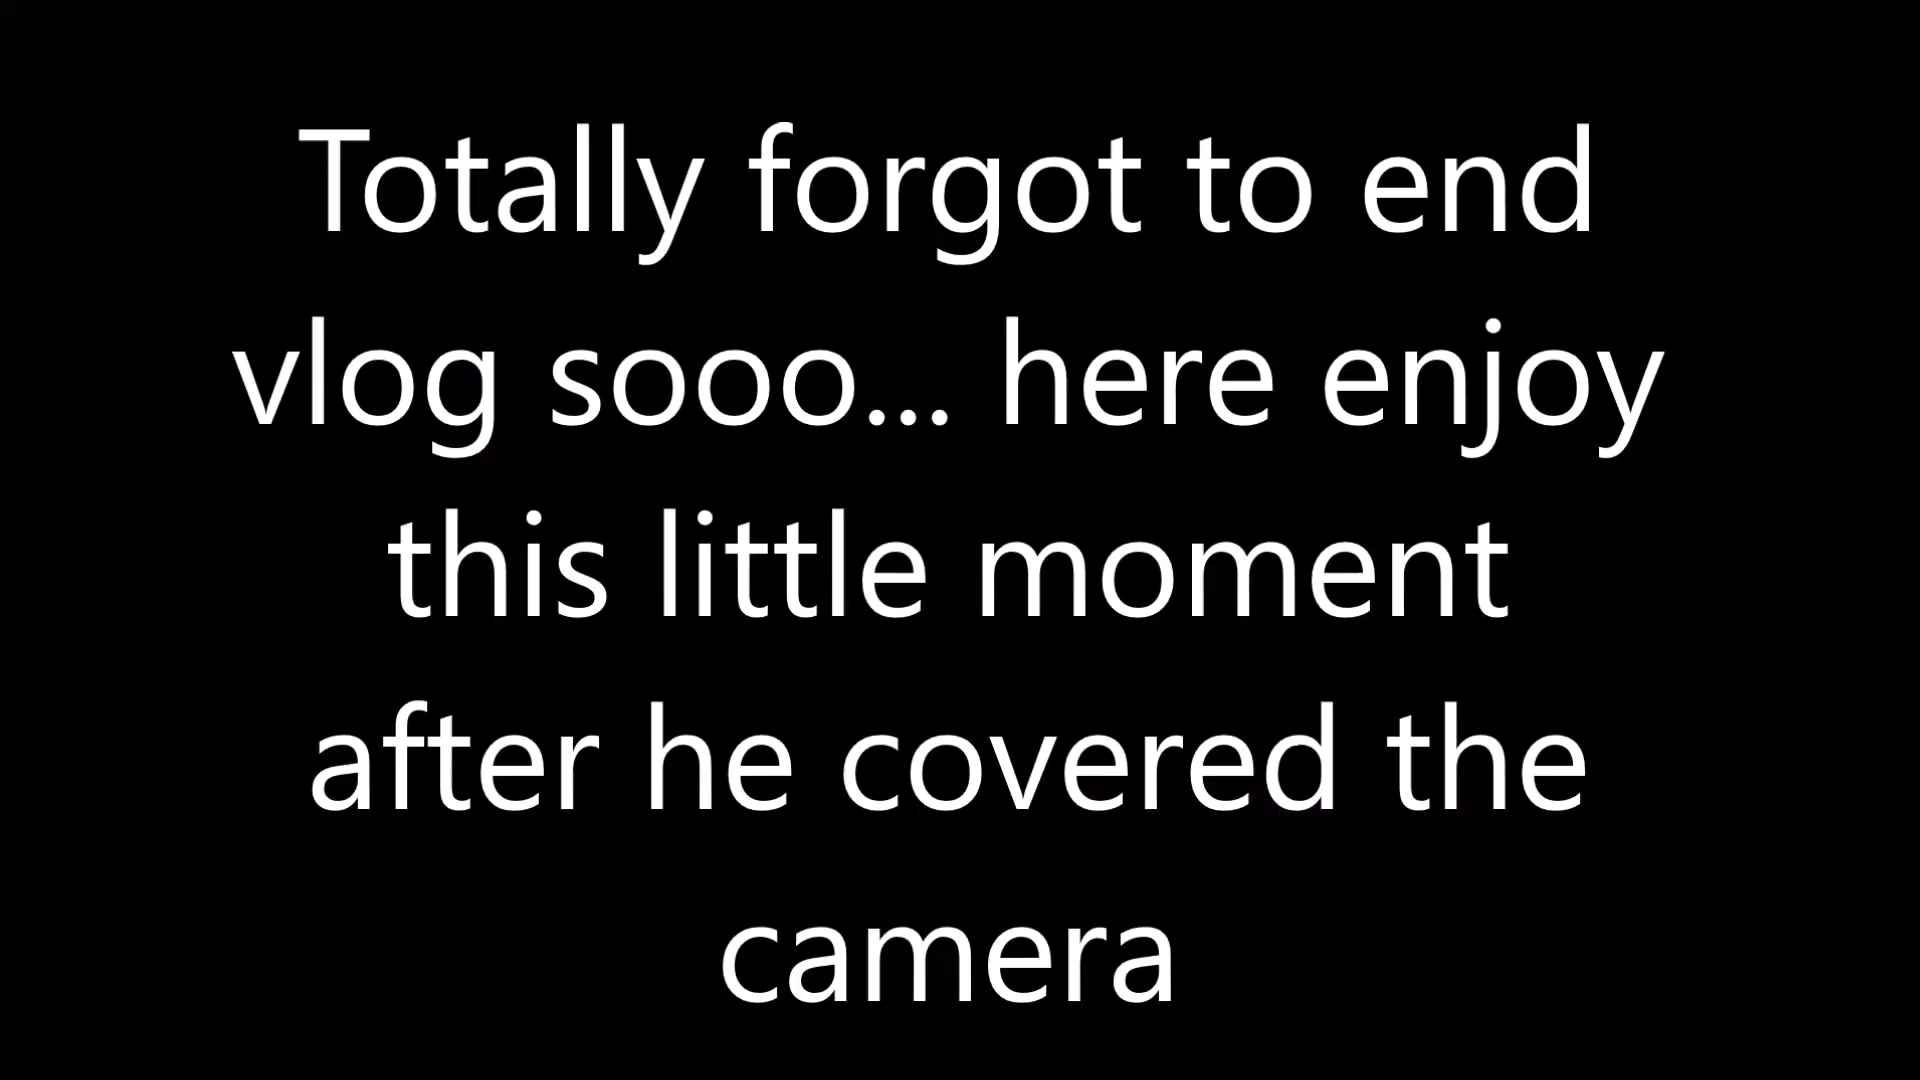 Totally forgot to end
vlog sooo... here enjoy
this little moment
after he covered the
camera